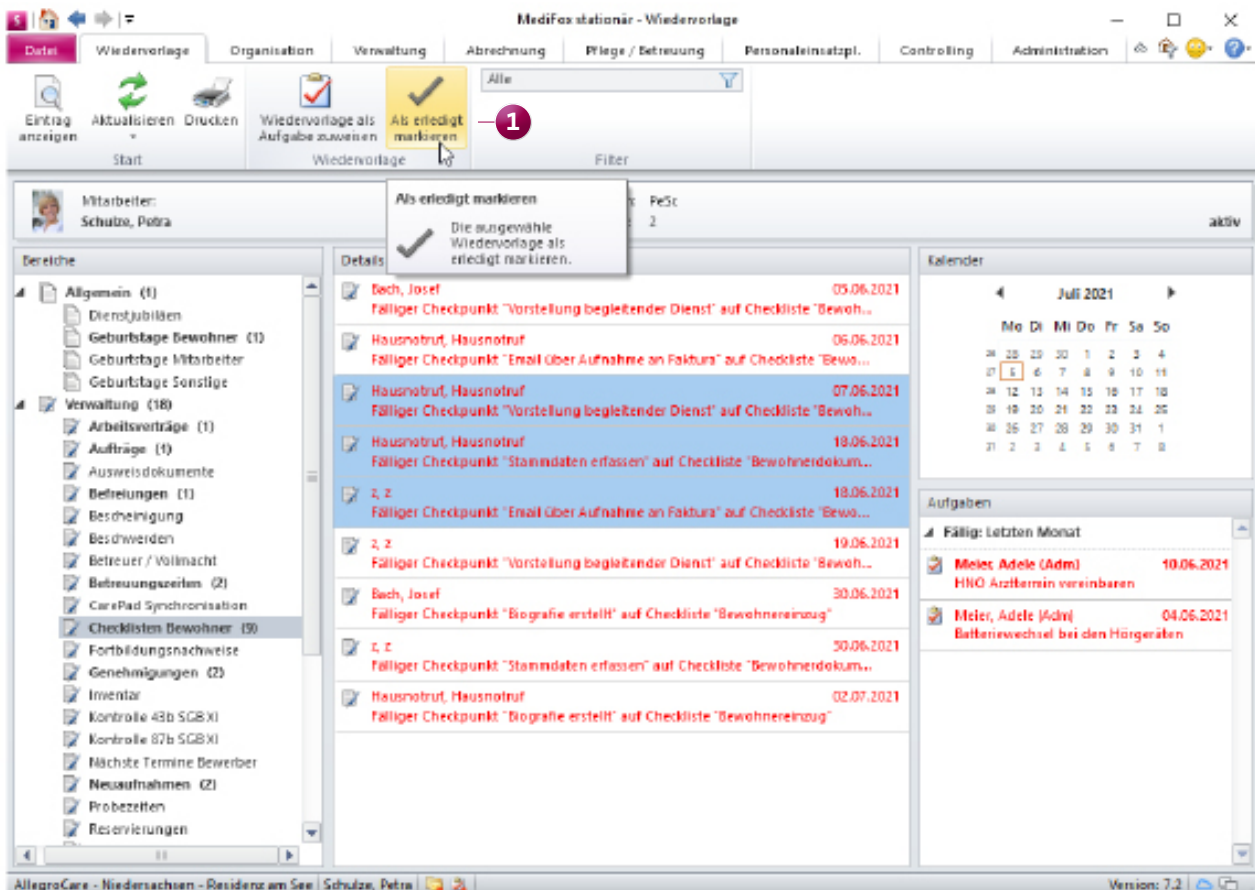 MediFox stationär - Wiedervorlage
Datei Wiedervorlage Organisation Verwaltung Abrechnung Pflege / Betreuung Personaleinsatzpl. Controlling Administration
Eintrag anzeigen
Aktualisieren
Drucken
Wiedervorlage als Aufgabe zuweisen
Als erledigt markieren
1
Alle
Start
Wiedervorlage
Filter
Mitarbeiter:
Schulze, Petra
PeSc
2
aktiv
Als erledigt markieren
Die ausgewähle
Wiedervorlage als
erledigt markieren.
Bereiche
Allgemein (1)
Dienstjubiläen
Geburtstage Bewohner (1)
Geburtstage Mitarbeiter
Geburtstage Sonstige
Verwaltung (18)
Arbeitsverträge (1)
Aufträge (1)
Ausweisdokumente
Befreiungen (1)
Bescheinigung
Beschwerden
Betreuer / Vollmacht
Betreuungszeiten (2)
CarePad Synchronisation
Checklisten Bewohner (9)
Fortbildungsnachweise
Genehmigungen (2)
Inventar
Kontrolle 43b SGB XI
Kontrolle 87b SGB XI
Nächste Termine Bewerber
Neuaufnahmen (2)
Probezeiten
Reservierungen
Details
Bach, Josef 05.06.2021
Fälliger Checkpunkt "Vorstellung begleitender Dienst" auf Checkliste "Bewoh...
Hausnotruf, Hausnotruf 06.06.2021
Fälliger Checkpunkt "Email über Aufnahme an Faktura" auf Checkliste "Bewo...
Hausnotruf, Hausnotruf 07.06.2021
Fälliger Checkpunkt "Vorstellung begleitender Dienst" auf Checkliste "Bewoh...
Hausnotruf, Hausnotruf 18.06.2021
Fälliger Checkpunkt "Stammdaten erfassen" auf Checkliste "Bewohnerdokum...
z, z 18.06.2021
Fälliger Checkpunkt "Email über Aufnahme an Faktura" auf Checkliste "Bewo...
z, z 19.06.2021
Fälliger Checkpunkt "Vorstellung begleitender Dienst" auf Checkliste "Bewoh...
Bach, Josef 30.06.2021
Fälliger Checkpunkt "Biografie erstellt" auf Checkliste "Bewohnereinzug"
z, z 30.06.2021
Fälliger Checkpunkt "Stammdaten erfassen" auf Checkliste "Bewohnerdokum...
Hausnotruf, Hausnotruf 02.07.2021
Fälliger Checkpunkt "Biografie erstellt" auf Checkliste "Bewohnereinzug"
Kalender
Juli 2021
Mo Di Mi Do Fr Sa So
26 28 29 30 1 2 3 4
27 5 6 7 8 9 10 11
28 12 13 14 15 16 17 18
29 19 20 21 22 23 24 25
30 26 27 28 29 30 31 1
31 2 3 4 5 6 7 8
Aufgaben
Fällig: Letzten Monat
Meier, Adele (Adm) 10.06.2021
HNO Arzttermin vereinbaren
Meier, Adele (Adm) 04.06.2021
Batteriewechsel bei den Hörgeräten
AllegroCare - Niedersachsen - Residenz am See Schulze, Petra Version: 7.2